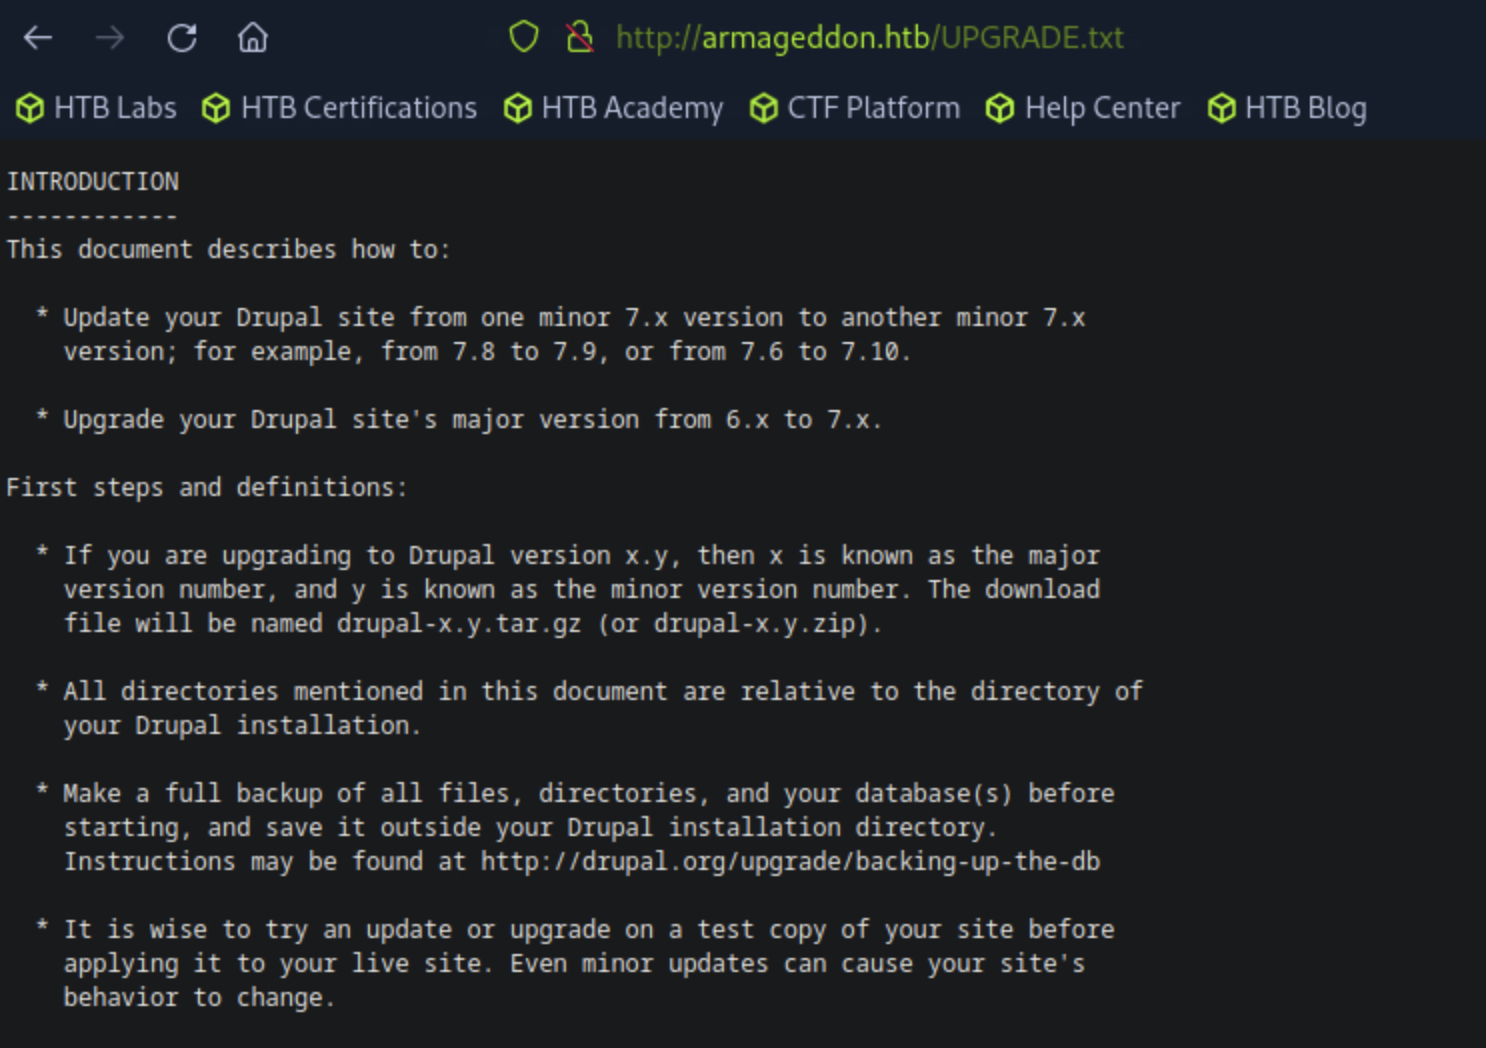 http://armageddon.htb/UPGRADE.txt
HTB Labs HTB Certifications HTB Academy CTF Platform Help Center HTB Blog
INTRODUCTION
------------
This document describes how to:
* Update your Drupal site from one minor 7.x version to another minor 7.x
version; for example, from 7.8 to 7.9, or from 7.6 to 7.10.
* Upgrade your Drupal site's major version from 6.x to 7.x.
First steps and definitions:
* If you are upgrading to Drupal version x.y, then x is known as the major
version number, and y is known as the minor version number. The download
file will be named drupal-x.y.tar.gz (or drupal-x.y.zip).
* All directories mentioned in this document are relative to the directory of
your Drupal installation.
* Make a full backup of all files, directories, and your database(s) before
starting, and save it outside your Drupal installation directory.
Instructions may be found at http://drupal.org/upgrade/backing-up-the-db
* It is wise to try an update or upgrade on a test copy of your site before
applying it to your live site. Even minor updates can cause your site's
behavior to change.